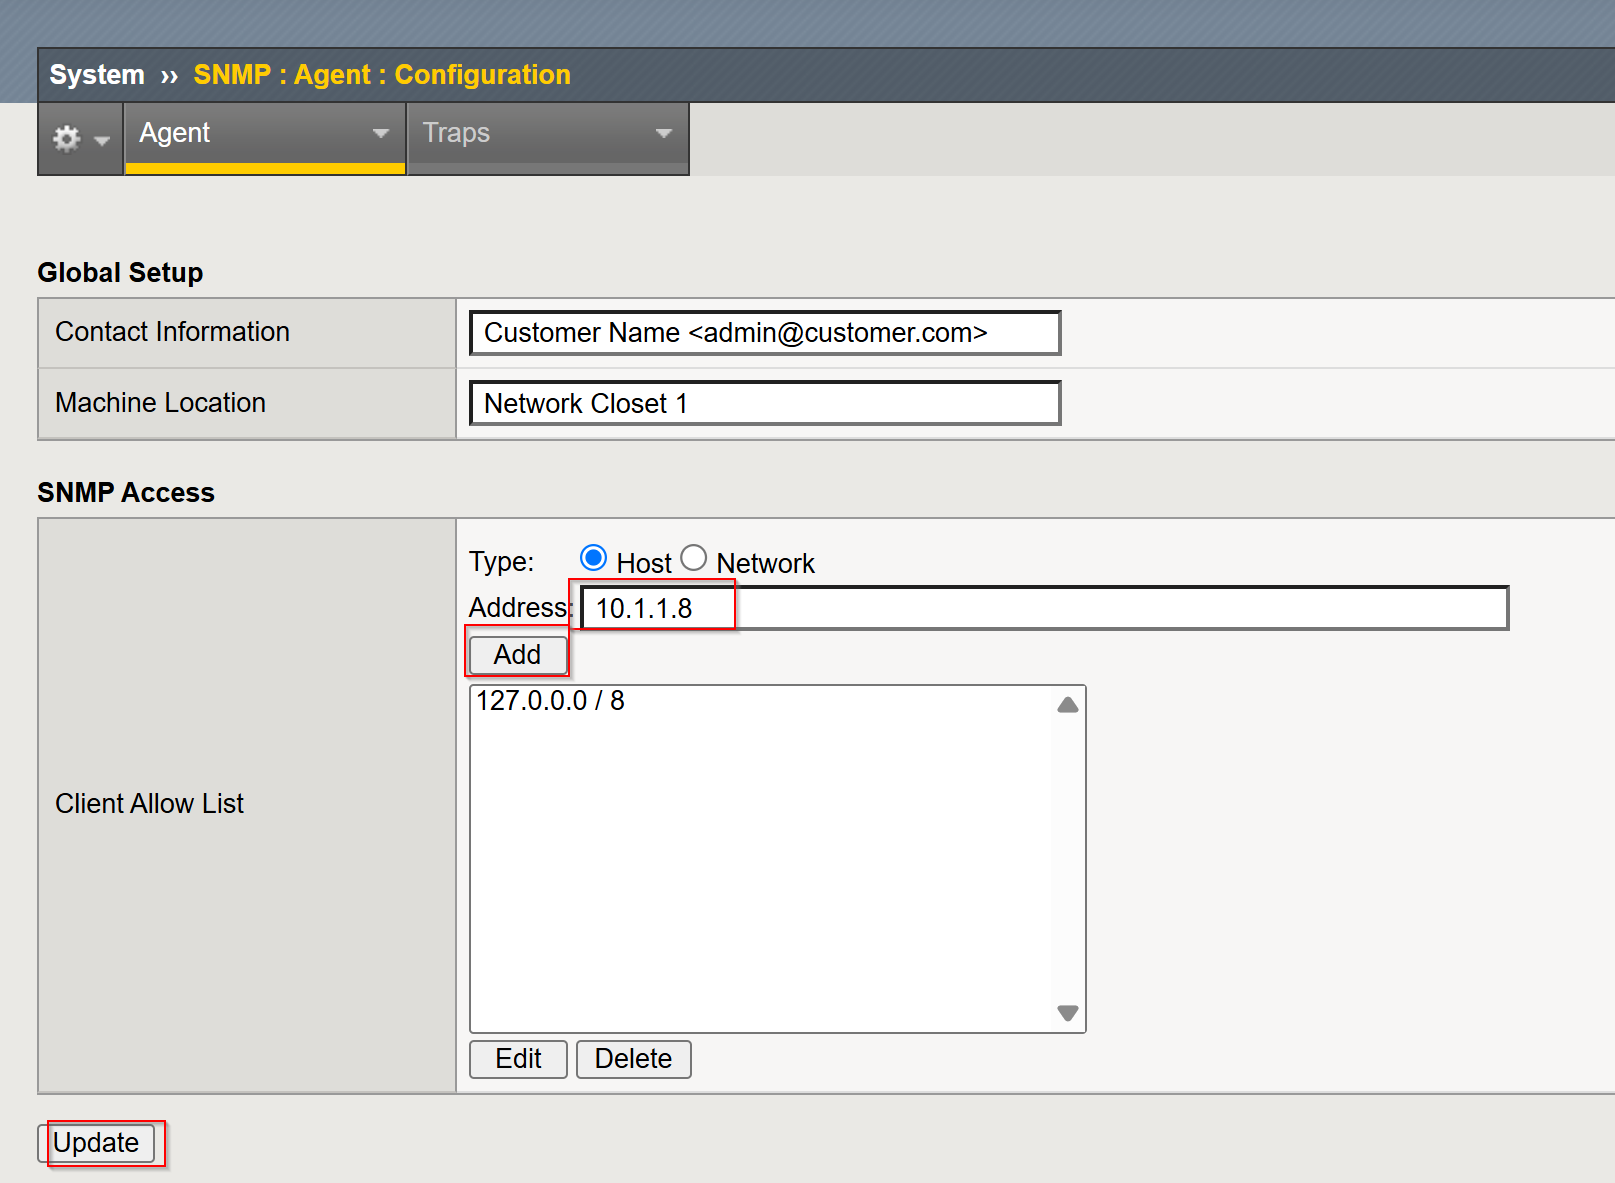 System ›› SNMP : Agent : Configuration
Agent Traps
Global Setup
Contact Information Customer Name <admin@customer.com>
Machine Location Network Closet 1
SNMP Access
Type: Host Network
Address: 10.1.1.8
Add
127.0.0.0 / 8
Client Allow List
Edit Delete
Update